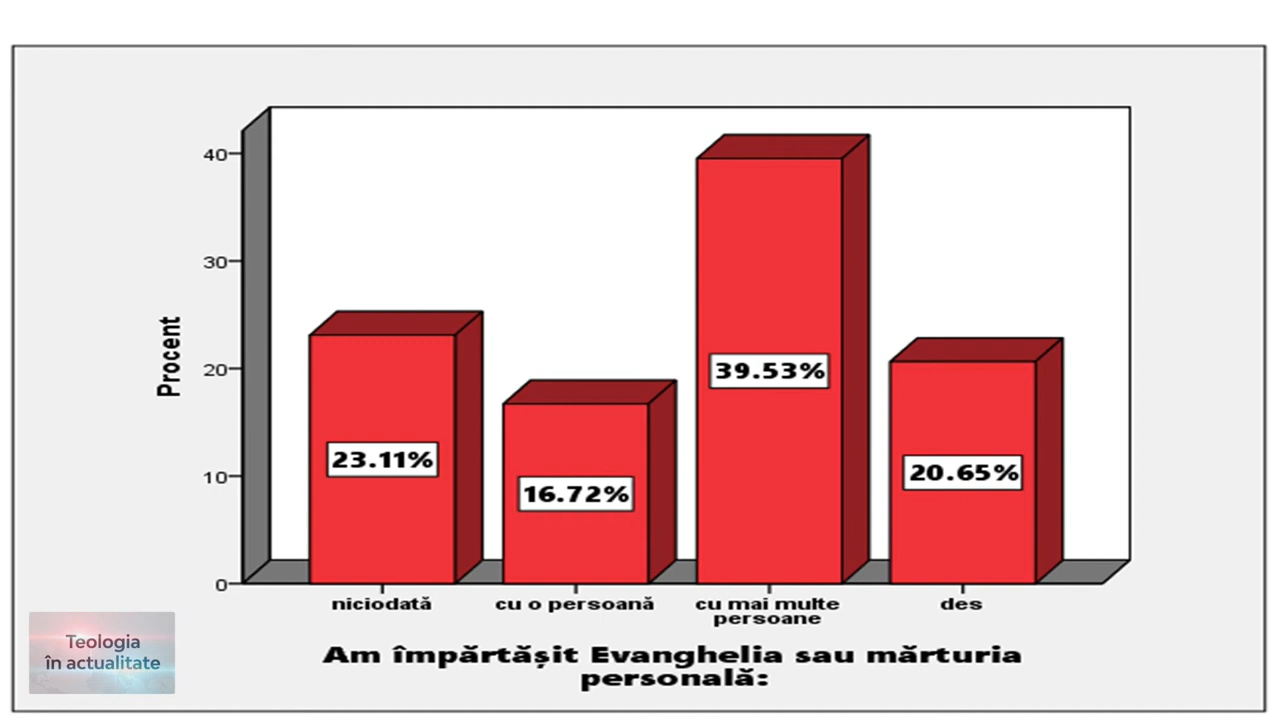 40
30
20
10
0
Procent
23.11%
16.72%
39.53%
20.65%
niciodată
cu o persoană
cu mai multe
persoane
des
Am împărtășit Evanghelia sau mărturia
personală:
Teologia
în actualitate